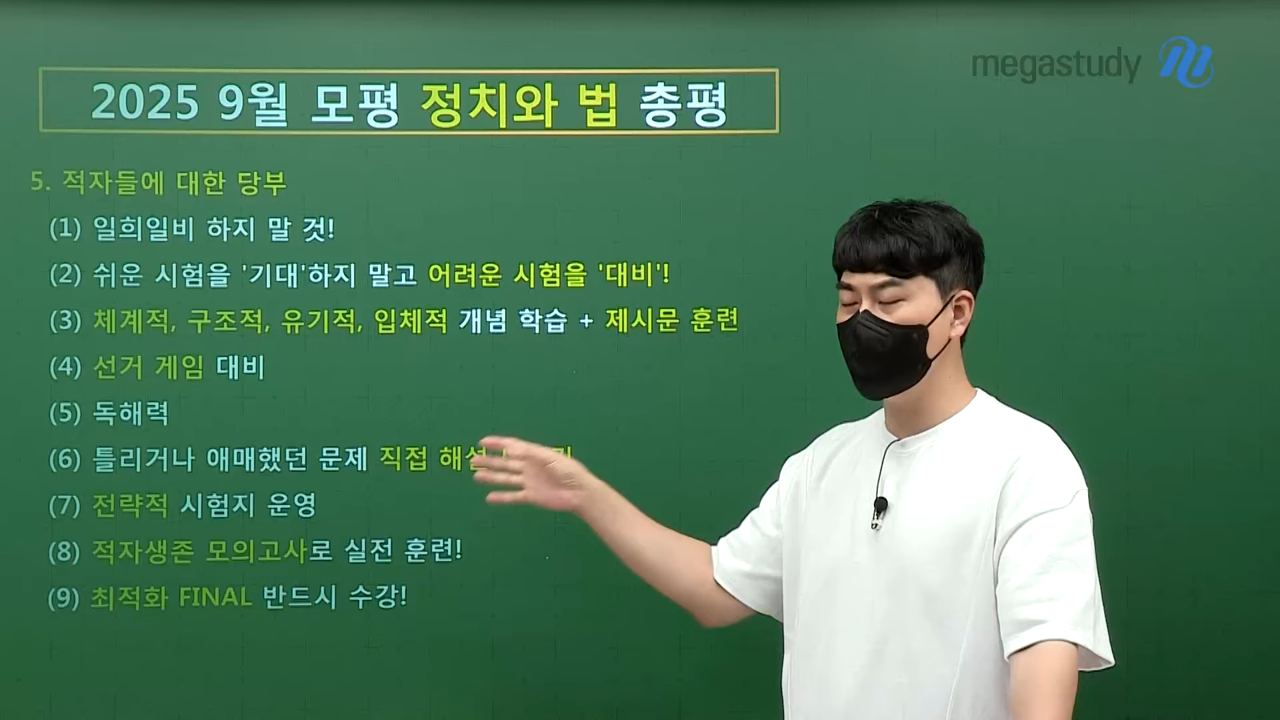 megastudy
2025 9월 모평 정치와 법 총평
5. 적자들에 대한 당부
(1) 일희일비 하지 말 것!
(2) 쉬운 시험을 '기대'하지 말고 어려운 시험을 '대비'!
(3) 체계적, 구조적, 유기적, 입체적 개념 학습 + 제시문 훈련
(4) 선거 게임 대비
(5) 독해력
(6) 틀리거나 애매했던 문제 직접
(7) 전략적 시험지 운영
(8) 적자생존 모의고사로 실전 훈련!
(9) 최적화 FINAL 반드시 수강!